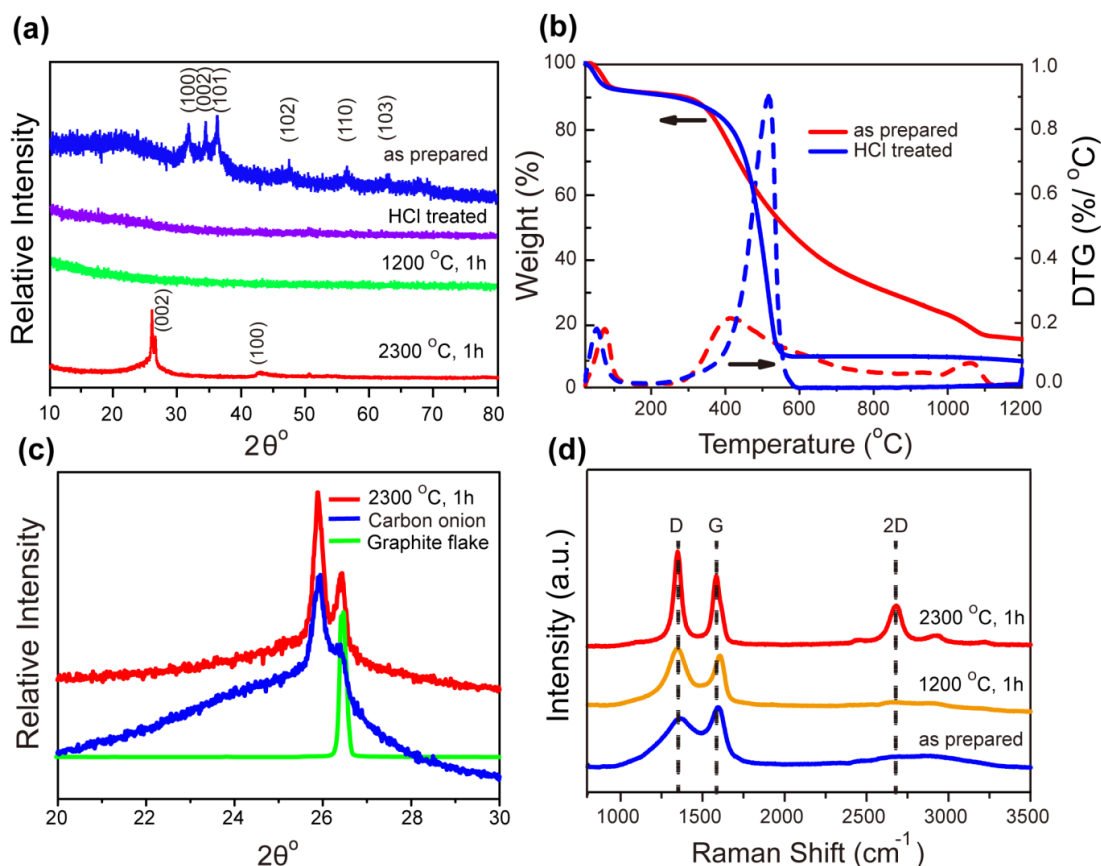 (a)
(100)
(002)
(101)
(102)
(110)
(103)
as prepared
HCl treated
1200 °C, 1h
(002)
(100)
2300 °C, 1h
Relative Intensity
10 20 30 40 50 60 70 80
2θ°
(b)
100
80
60
40
20
0
Weight (%)
as prepared
HCl treated
1.0
0.8
0.6
0.4
0.2
0.0
DTG (%/ °C)
200 400 600 800 1000 1200
Temperature (°C)
(c)
2300 °C, 1h
Carbon onion
Graphite flake
Relative Intensity
20 22 24 26 28 30
2θ°
(d)
D G 2D
2300 °C, 1h
1200 °C, 1h
as prepared
Intensity (a.u.)
1000 1500 2000 2500 3000 3500
Raman Shift (cm⁻¹)